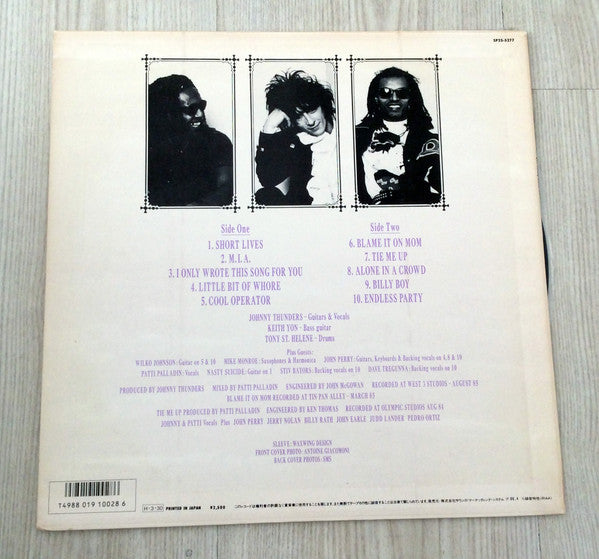 SP25-5277
Side One
1. SHORT LIVES
2. M.I.A.
3. I ONLY WROTE THIS SONG FOR YOU
4. LITTLE BIT OF WHORE
5. COOL OPERATOR
Side Two
6. BLAME IT ON MOM
7. TIE ME UP
8. ALONE IN A CROWD
9. BILLY BOY
10. ENDLESS PARTY
JOHNNY THUNDERS - Guitars & Vocals
KEITH YON - Bass guitar
TONY ST. HELENE - Drums
Plus Guests:
WILKO JOHNSON: Guitar on 5 & 10 MIKE MONROE: Saxophones & Harmonica JOHN PERRY: Guitars, Keyboards & Backing vocals on 4, 8 & 10
PATTI PALLADIN: Vocals NASTY SUICIDE: Guitar on 1 STIV BATORS: Backing vocals on 10 DAVE TREGUNNA: Backing vocals on 10
PRODUCED BY JOHNNY THUNDERS MIXED BY PATTI PALLADIN ENGINEERED BY JOHN McGOWAN RECORDED AT WEST 3 STUDIOS - AUGUST 85
BLAME IT ON MOM RECORDED AT TIN PAN ALLEY - MARCH 85
TIE ME UP PRODUCED BY PATTI PALLADIN ENGINEERED BY KEN THOMAS RECORDED AT OLYMPIC STUDIOS AUG 84
JOHNNY & PATTI Vocals Plus JOHN PERRY JERRY NOLAN BILLY RATH JOHN EARLE JUDD LANDER PEDRO ORTIZ
SLEEVE: WAXWING DESIGN
FRONT COVER PHOTO: ANTOINE GIACOMONI
BACK COVER PHOTOS: SMS
T4988 019 10028 6
H·3·30 PRINTED IN JAPAN ¥2,500